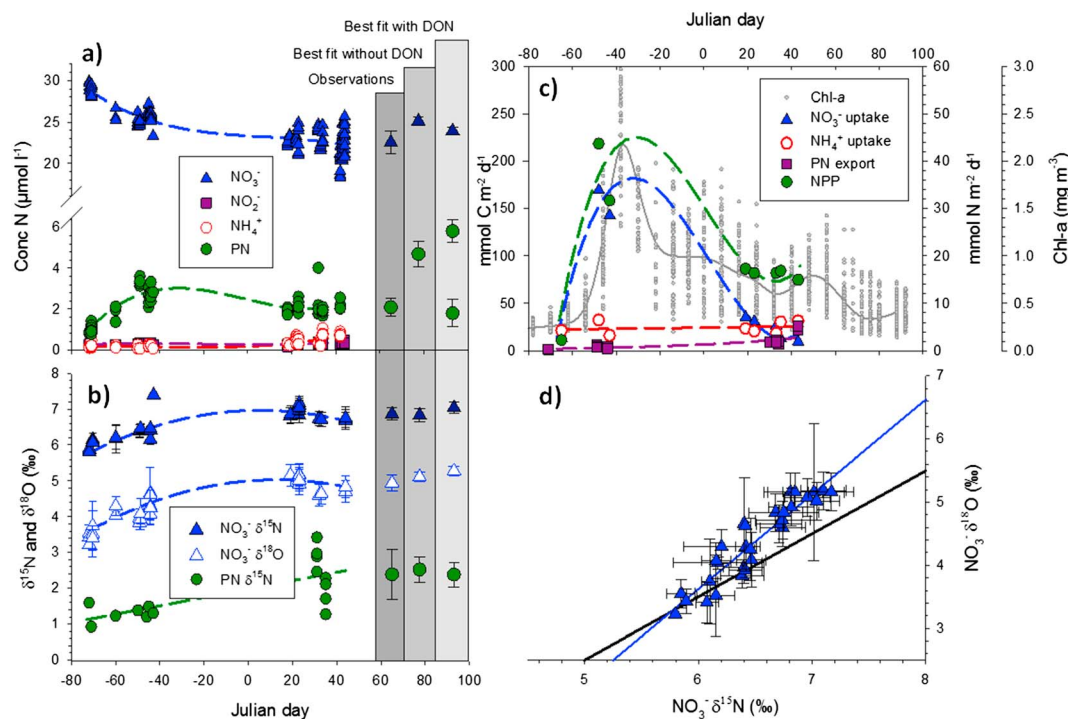 Best fit with DON
Best fit without DON
Observations
a)
30
25
20
6
4
2
0
Conc N (µmol l⁻¹)
NO₃⁻
NO₂⁻
NH₄⁺
PN
b)
8
7
6
5
4
3
2
1
0
δ¹⁵N and δ¹⁸O (‰)
NO₃⁻ δ¹⁵N
NO₃⁻ δ¹⁸O
PN δ¹⁵N
-80 -60 -40 -20 0 20 40 60 80 100
Julian day
Julian day
-80 -60 -40 -20 0 20 40 60 80 100
c)
300
250
200
150
100
50
0
mmol C m⁻² d⁻¹
Chl-a
NO₃⁻ uptake
NH₄⁺ uptake
PN export
NPP
60
50
40
30
20
10
0
mmol N m⁻² d⁻¹
3.0
2.5
2.0
1.5
1.0
0.5
0.0
Chl-a (mg m⁻³)
d)
7
6
5
4
3
NO₃⁻ δ¹⁸O (‰)
5 6 7 8
NO₃⁻ δ¹⁵N (‰)